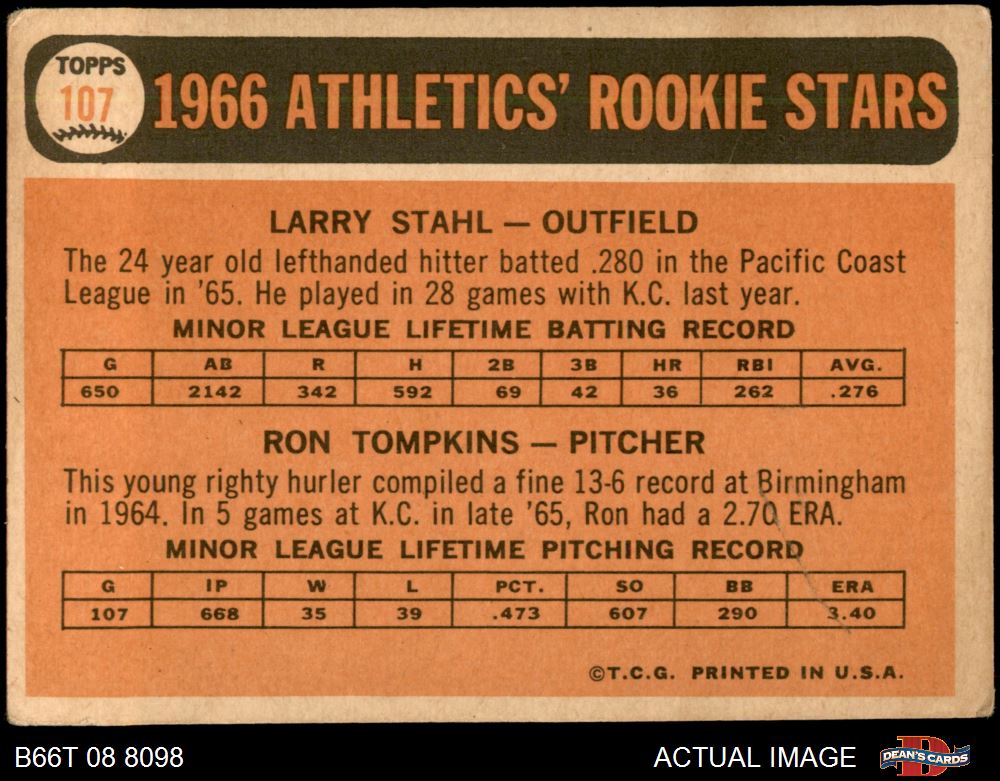 TOPPS
107
1966 ATHLETICS' ROOKIE STARS
LARRY STAHL — OUTFIELD
The 24 year old lefthanded hitter batted .280 in the Pacific Coast
League in '65. He played in 28 games with K.C. last year.
MINOR LEAGUE LIFETIME BATTING RECORD
G AB R H 2B 3B HR RBI AVG.
650 2142 342 592 69 42 36 262 .276
RON TOMPKINS — PITCHER
This young righty hurler compiled a fine 13-6 record at Birmingham
in 1964. In 5 games at K.C. in late '65, Ron had a 2.70 ERA.
MINOR LEAGUE LIFETIME PITCHING RECORD
G IP W L PCT. SO BB ERA
107 668 35 39 .473 607 290 3.40
©T.C.G. PRINTED IN U.S.A.
B66T 08 8098 ACTUAL IMAGE DEAN'S CARDS